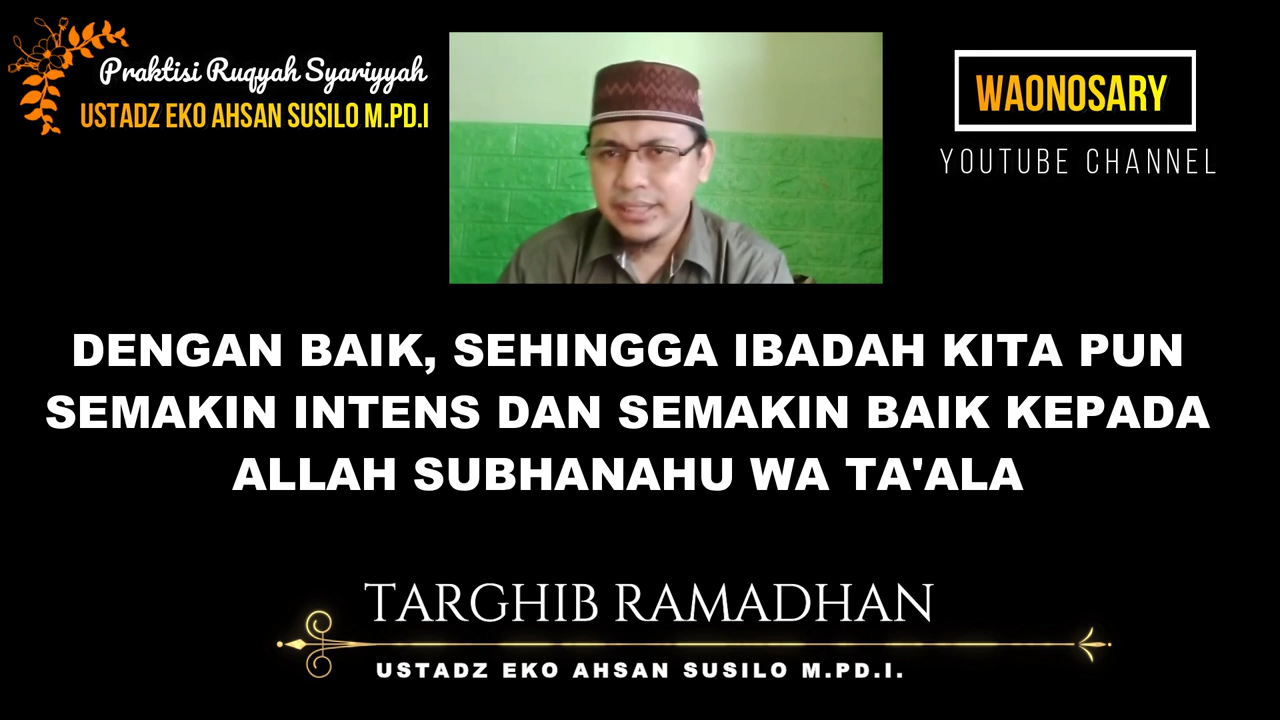 Praktisi Ruqyah Syariyyah
USTADZ EKO AHSAN SUSILO M.PD.I
WAONOSARY
YOUTUBE CHANNEL
DENGAN BAIK, SEHINGGA IBADAH KITA PUN
SEMAKIN INTENS DAN SEMAKIN BAIK KEPADA
ALLAH SUBHANAHU WA TA'ALA
TARGHIB RAMADHAN
USTADZ EKO AHSAN SUSILO M.PD.I.